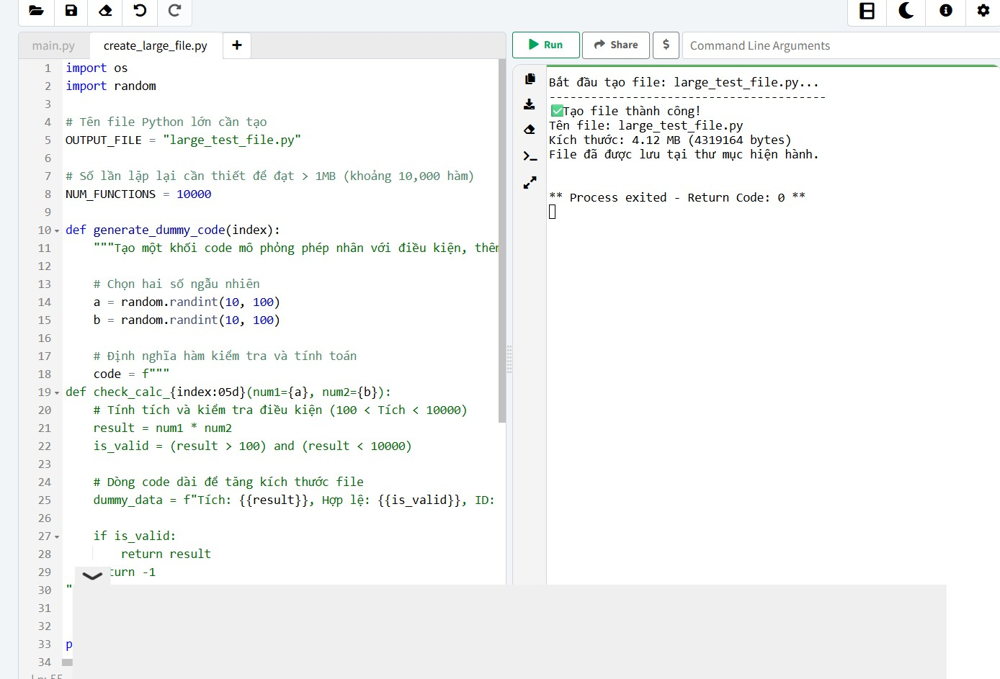 main.py
create_large_file.py
+
Run
Share
$
Command Line Arguments
1 import os
2 import random
3
4 # Tên file Python lớn cần tạo
5 OUTPUT_FILE = "large_test_file.py"
6
7 # Số lần lặp lại cần thiết để đạt > 1MB (khoảng 10,000 hàm)
8 NUM_FUNCTIONS = 10000
9
10 def generate_dummy_code(index):
11 """Tạo một khối code mô phỏng phép nhân với điều kiện, thêm
12
13 # Chọn hai số ngẫu nhiên
14 a = random.randint(10, 100)
15 b = random.randint(10, 100)
16
17 # Định nghĩa hàm kiểm tra và tính toán
18 code = f"""
19 def check_calc_{index:05d}(num1={a}, num2={b}):
20 # Tính tích và kiểm tra điều kiện (100 < Tích < 10000)
21 result = num1 * num2
22 is_valid = (result > 100) and (result < 10000)
23
24 # Dòng code dài để tăng kích thước file
25 dummy_data = f"Tích: {{result}}, Hợp lệ: {{is_valid}}, ID:
26
27 if is_valid:
28 return result
29 turn -1
30 "
31
32
33 p
34
Bắt đầu tạo file: large_test_file.py...
----------------------------------------
✅Tạo file thành công!
Tên file: large_test_file.py
Kích thước: 4.12 MB (4319164 bytes)
File đã được lưu tại thư mục hiện hành.
** Process exited - Return Code: 0 **